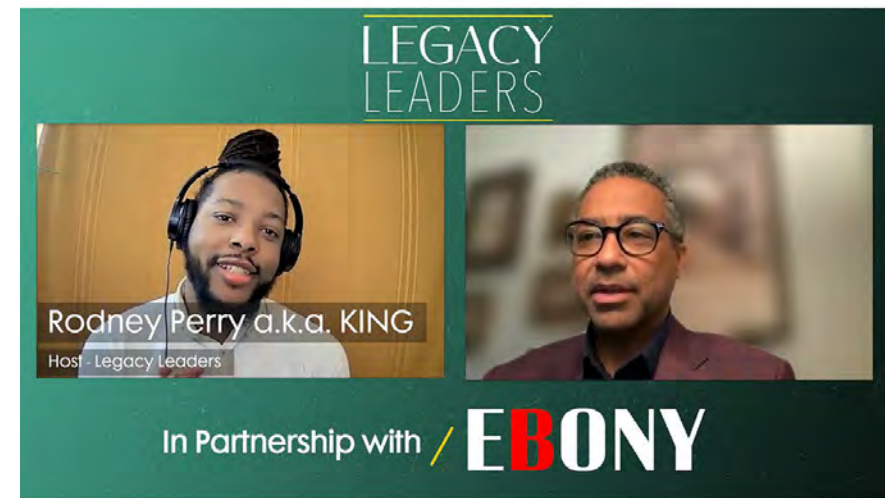 LEGACY
LEADERS
Rodney Perry a.k.a. KING
Host - Legacy Leaders
In Partnership with / EBONY